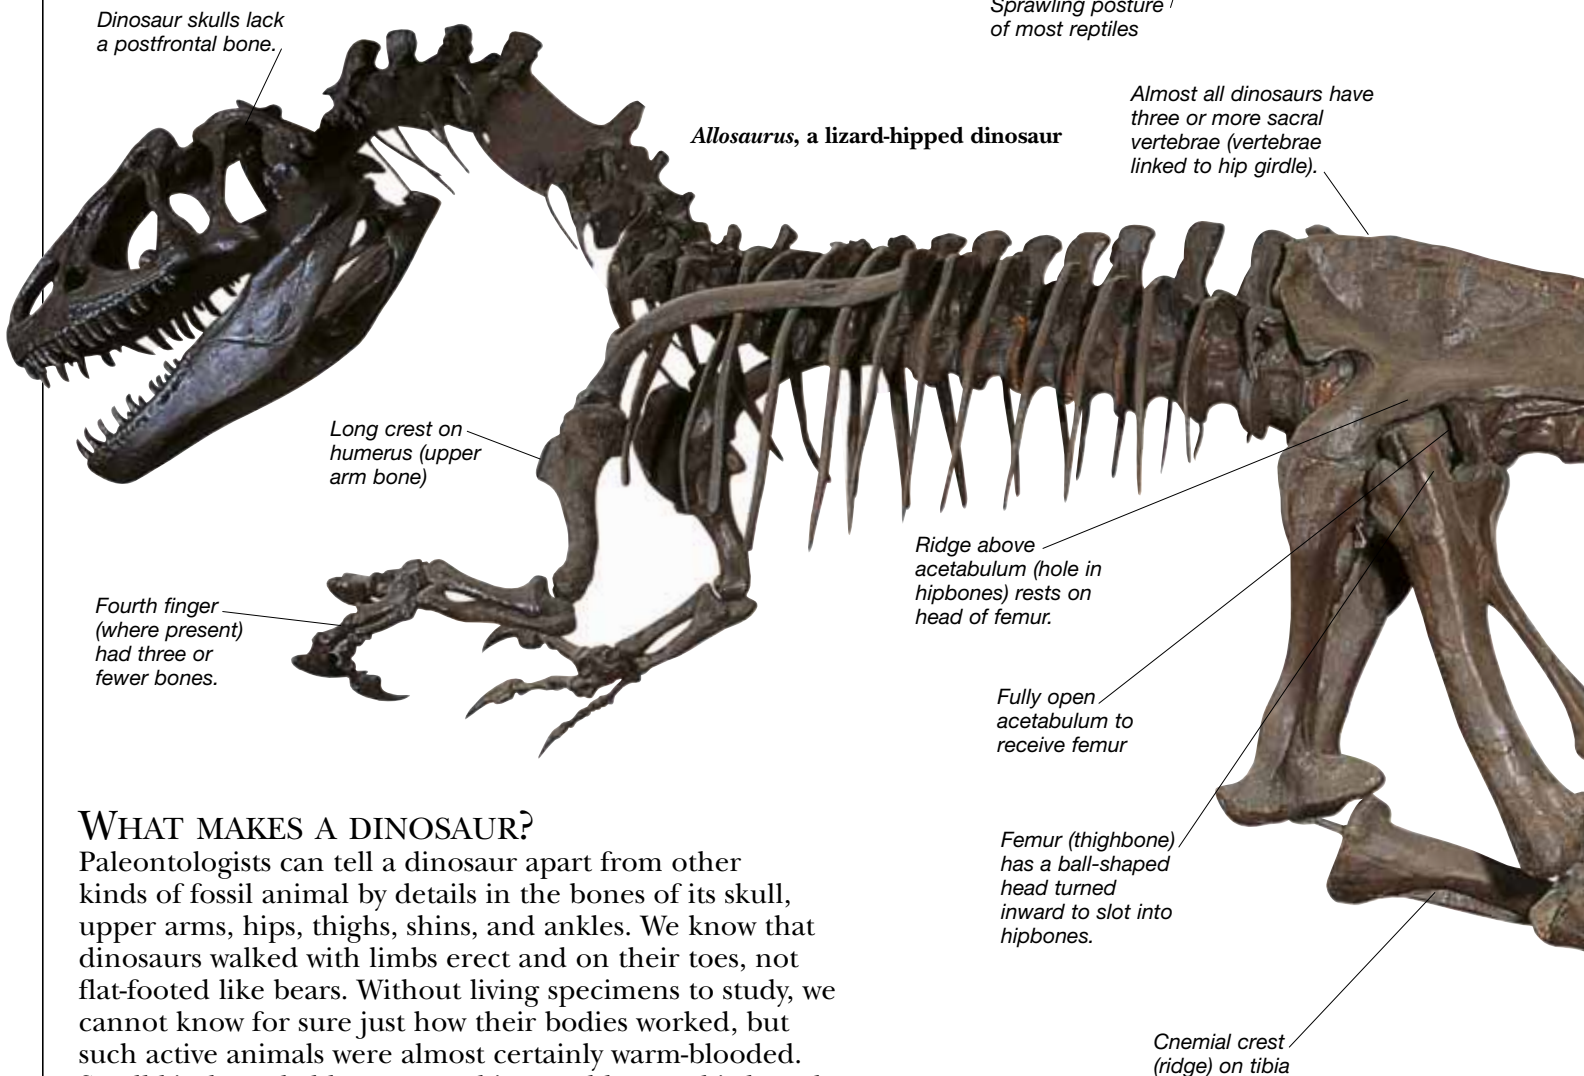 Dinosaur skulls lack
a postfrontal bone.
Sprawling posture
of most reptiles
Allosaurus, a lizard-hipped dinosaur
Almost all dinosaurs have
three or more sacral
vertebrae (vertebrae
linked to hip girdle).
Long crest on
humerus (upper
arm bone)
Ridge above
acetabulum (hole in
hipbones) rests on
head of femur.
Fourth finger
(where present)
had three or
fewer bones.
Fully open
acetabulum to
receive femur
Femur (thighbone)
has a ball-shaped
head turned
inward to slot into
hipbones.
Cnemial crest
(ridge) on tibia
WHAT MAKES A DINOSAUR?
Paleontologists can tell a dinosaur apart from other
kinds of fossil animal by details in the bones of its skull,
upper arms, hips, thighs, shins, and ankles. We know that
dinosaurs walked with limbs erect and on their toes, not
flat-footed like bears. Without living specimens to study, we
cannot know for sure just how their bodies worked, but
such active animals were almost certainly warm-blooded.